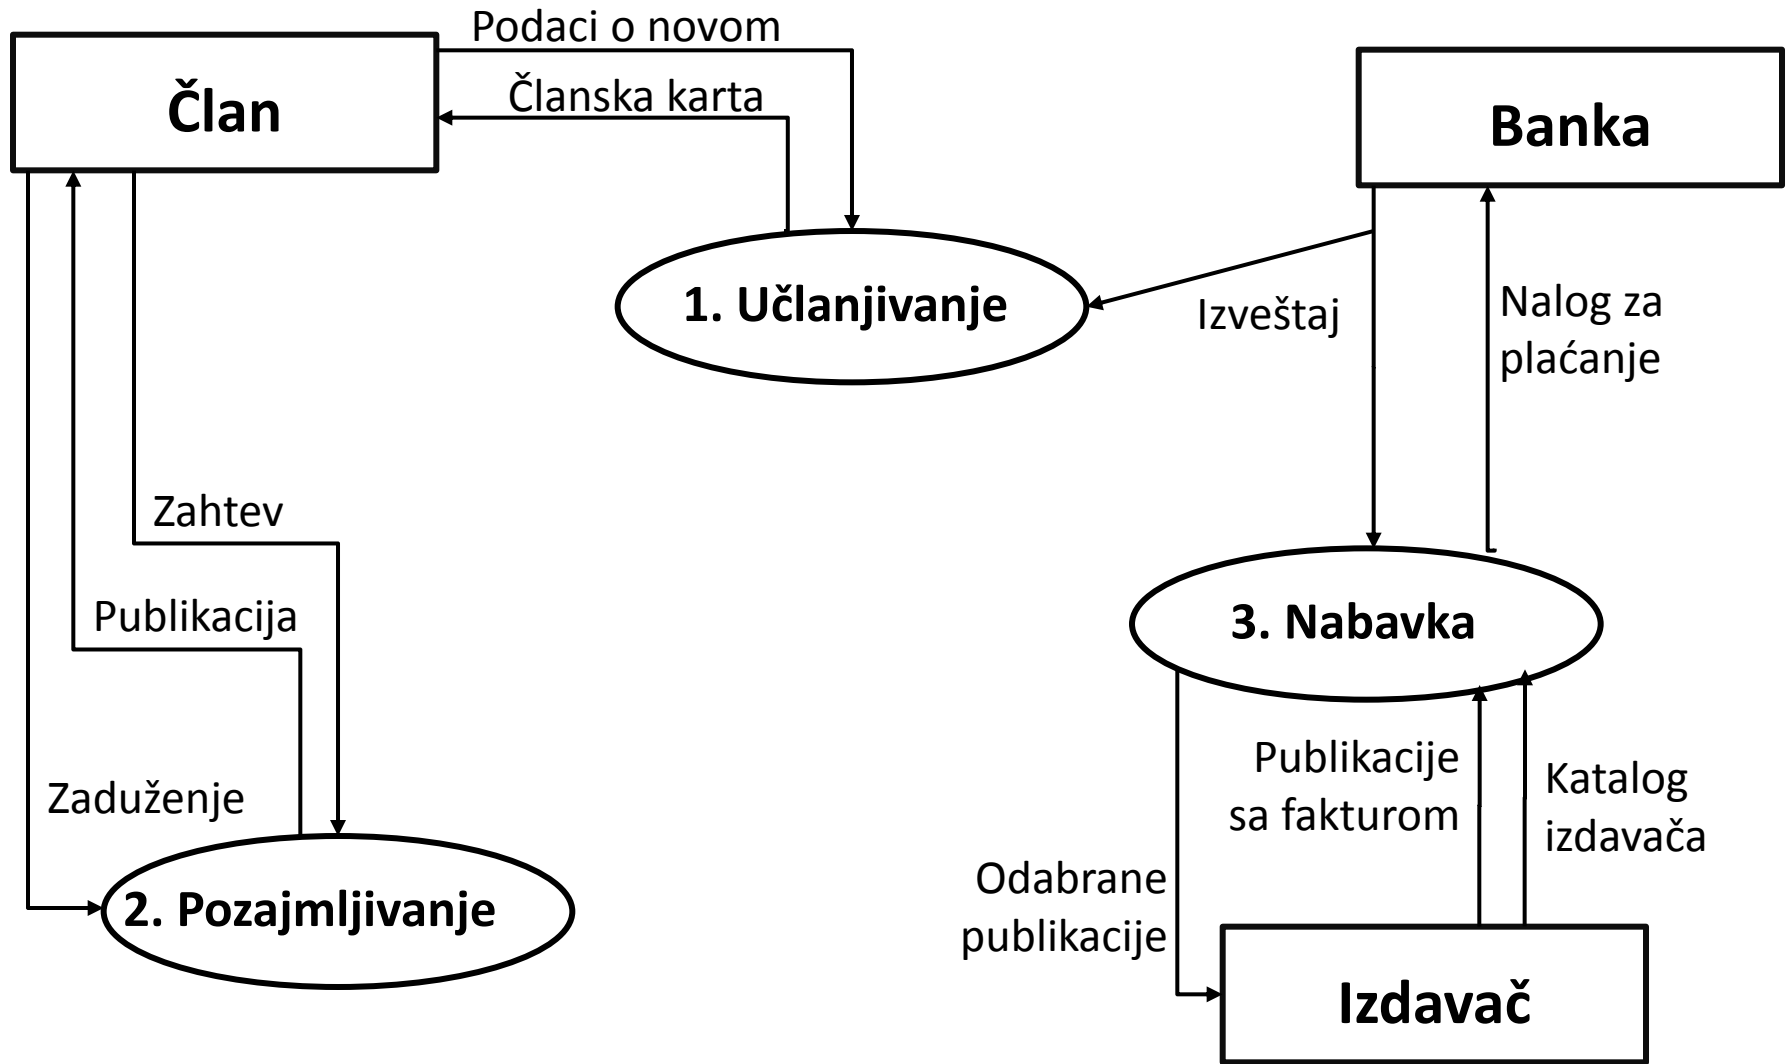 Podaci o novom
Član
Članska karta
Banka
1. Učlanjivanje
Izveštaj
Nalog za
plaćanje
Zahtev
Publikacija
3. Nabavka
Zaduženje
Publikacije
sa fakturom
Katalog
izdavača
Odabrane
publikacije
2. Pozajmljivanje
Izdavač